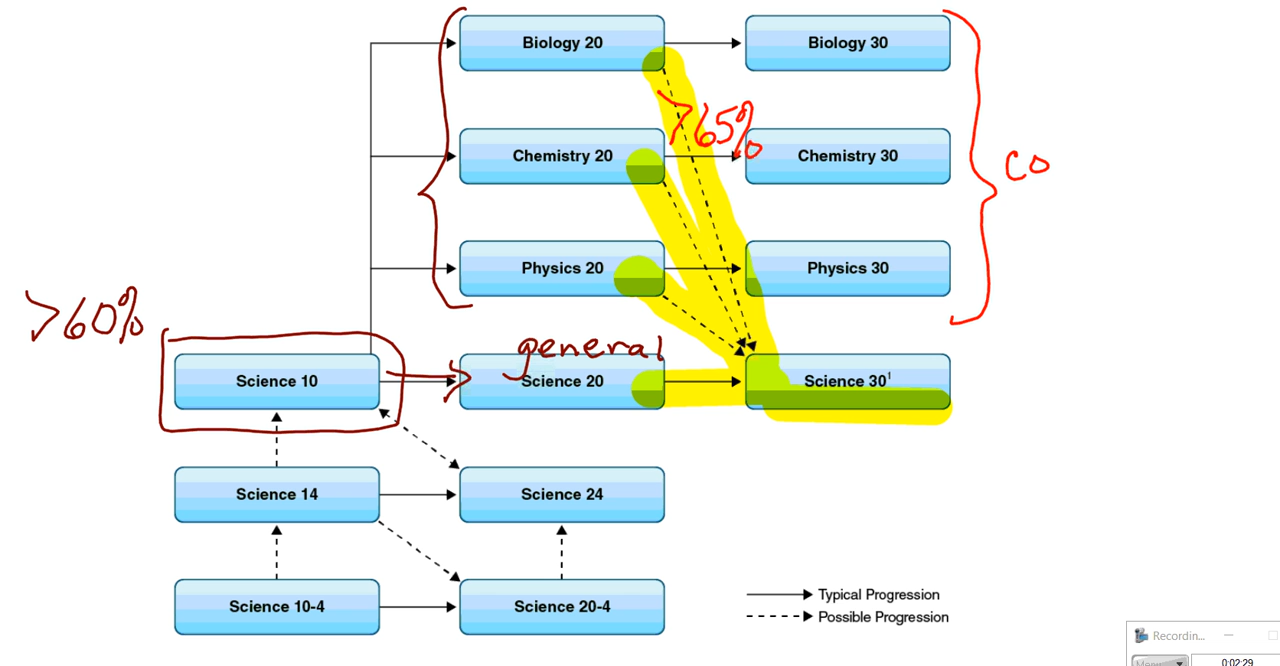 Biology 20
Biology 30
>65%
Chemistry 20
Chemistry 30
co
Physics 20
Physics 30
>60%
general
Science 10
Science 20
Science 30¹
Science 14
Science 24
Science 10-4
Science 20-4
Typical Progression
Possible Progression
Recordin...
Menu
0:02:29